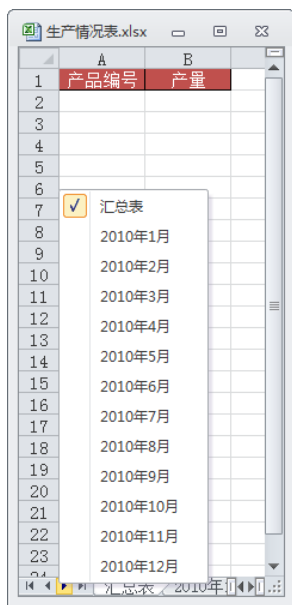 生产情况表.xlsx
A B
1 产品编号 产量
2
3
4
5
6
7 汇总表
8 2010年1月
9 2010年2月
10
11 2010年3月
12 2010年4月
13
14 2010年5月
15 2010年6月
16
17 2010年7月
18 2010年8月
19 2010年9月
20
21 2010年10月
22 2010年11月
23 2010年12月
24
汇总表 2010年